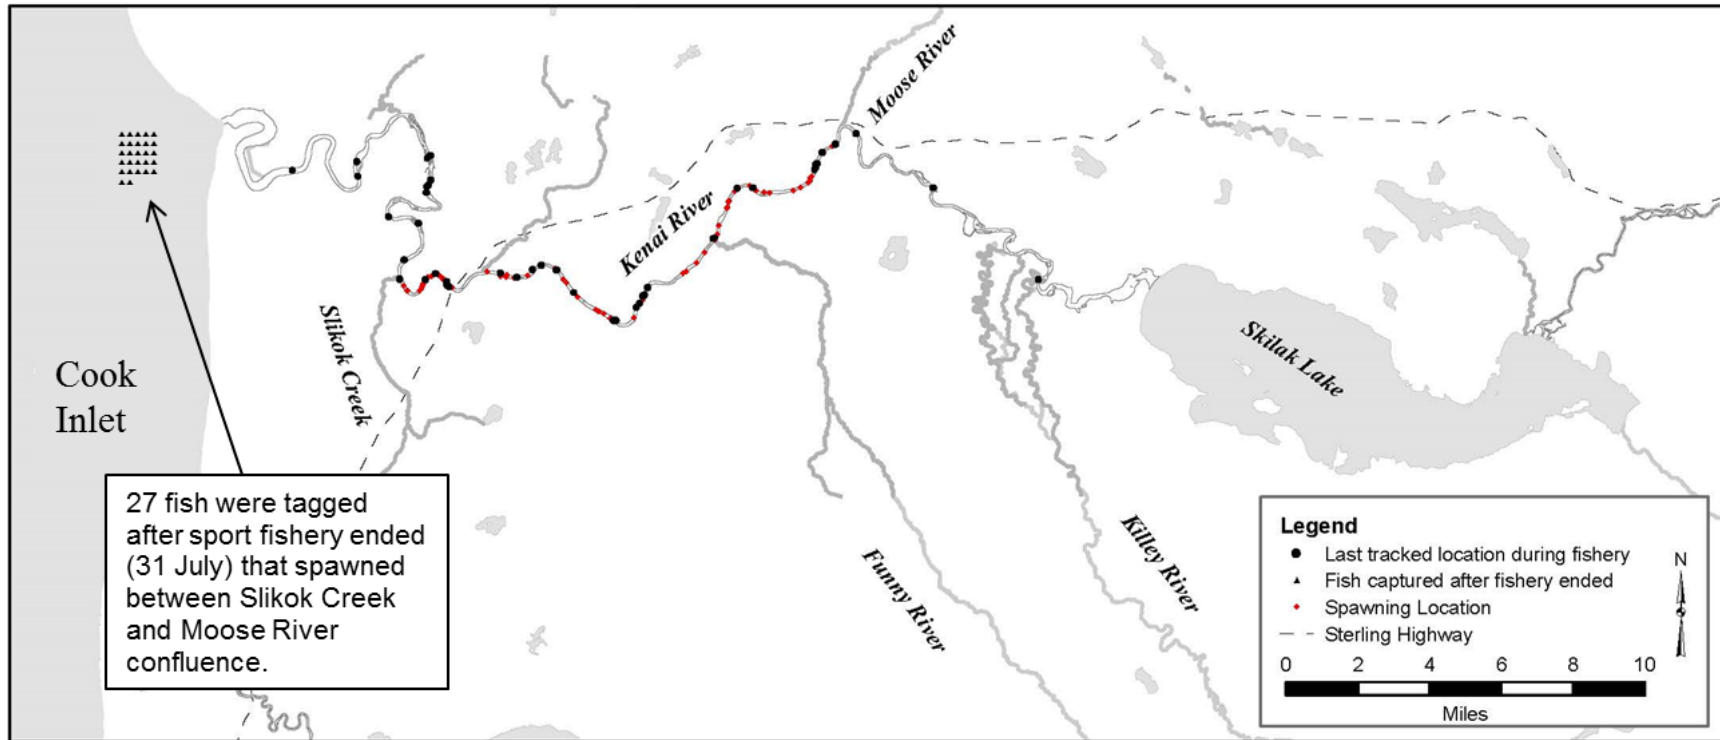 Moose River
Kenai River
Slikok Creek
Skilak Lake
Cook
Inlet
27 fish were tagged
after sport fishery ended
(31 July) that spawned
between Slikok Creek
and Moose River
confluence.
Funny River
Killey River
Legend
Last tracked location during fishery
Fish captured after fishery ended
Spawning Location
Sterling Highway
N
0 2 4 6 8 10
Miles